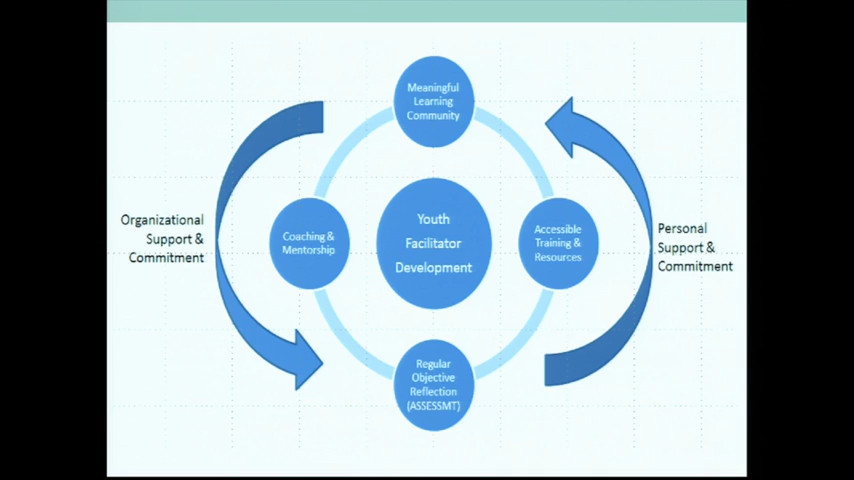 Meaningful
Learning
Community
Organizational
Support &
Commitment
Coaching &
Mentorship
Youth
Facilitator
Development
Accessible
Training &
Resources
Personal
Support &
Commitment
Regular
Objective
Reflection
(ASSESSMT)